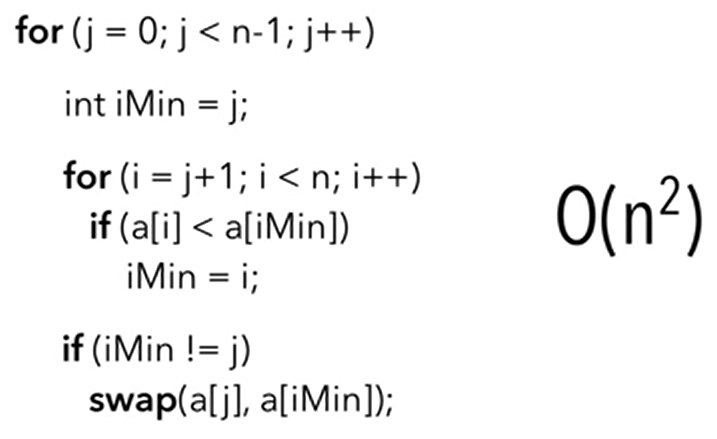 for (j = 0; j < n-1; j++)
int iMin = j;
for (i = j+1; i < n; i++)
if (a[i] < a[iMin])
iMin = i;
if (iMin != j)
swap(a[j], a[iMin]);
O(n²)